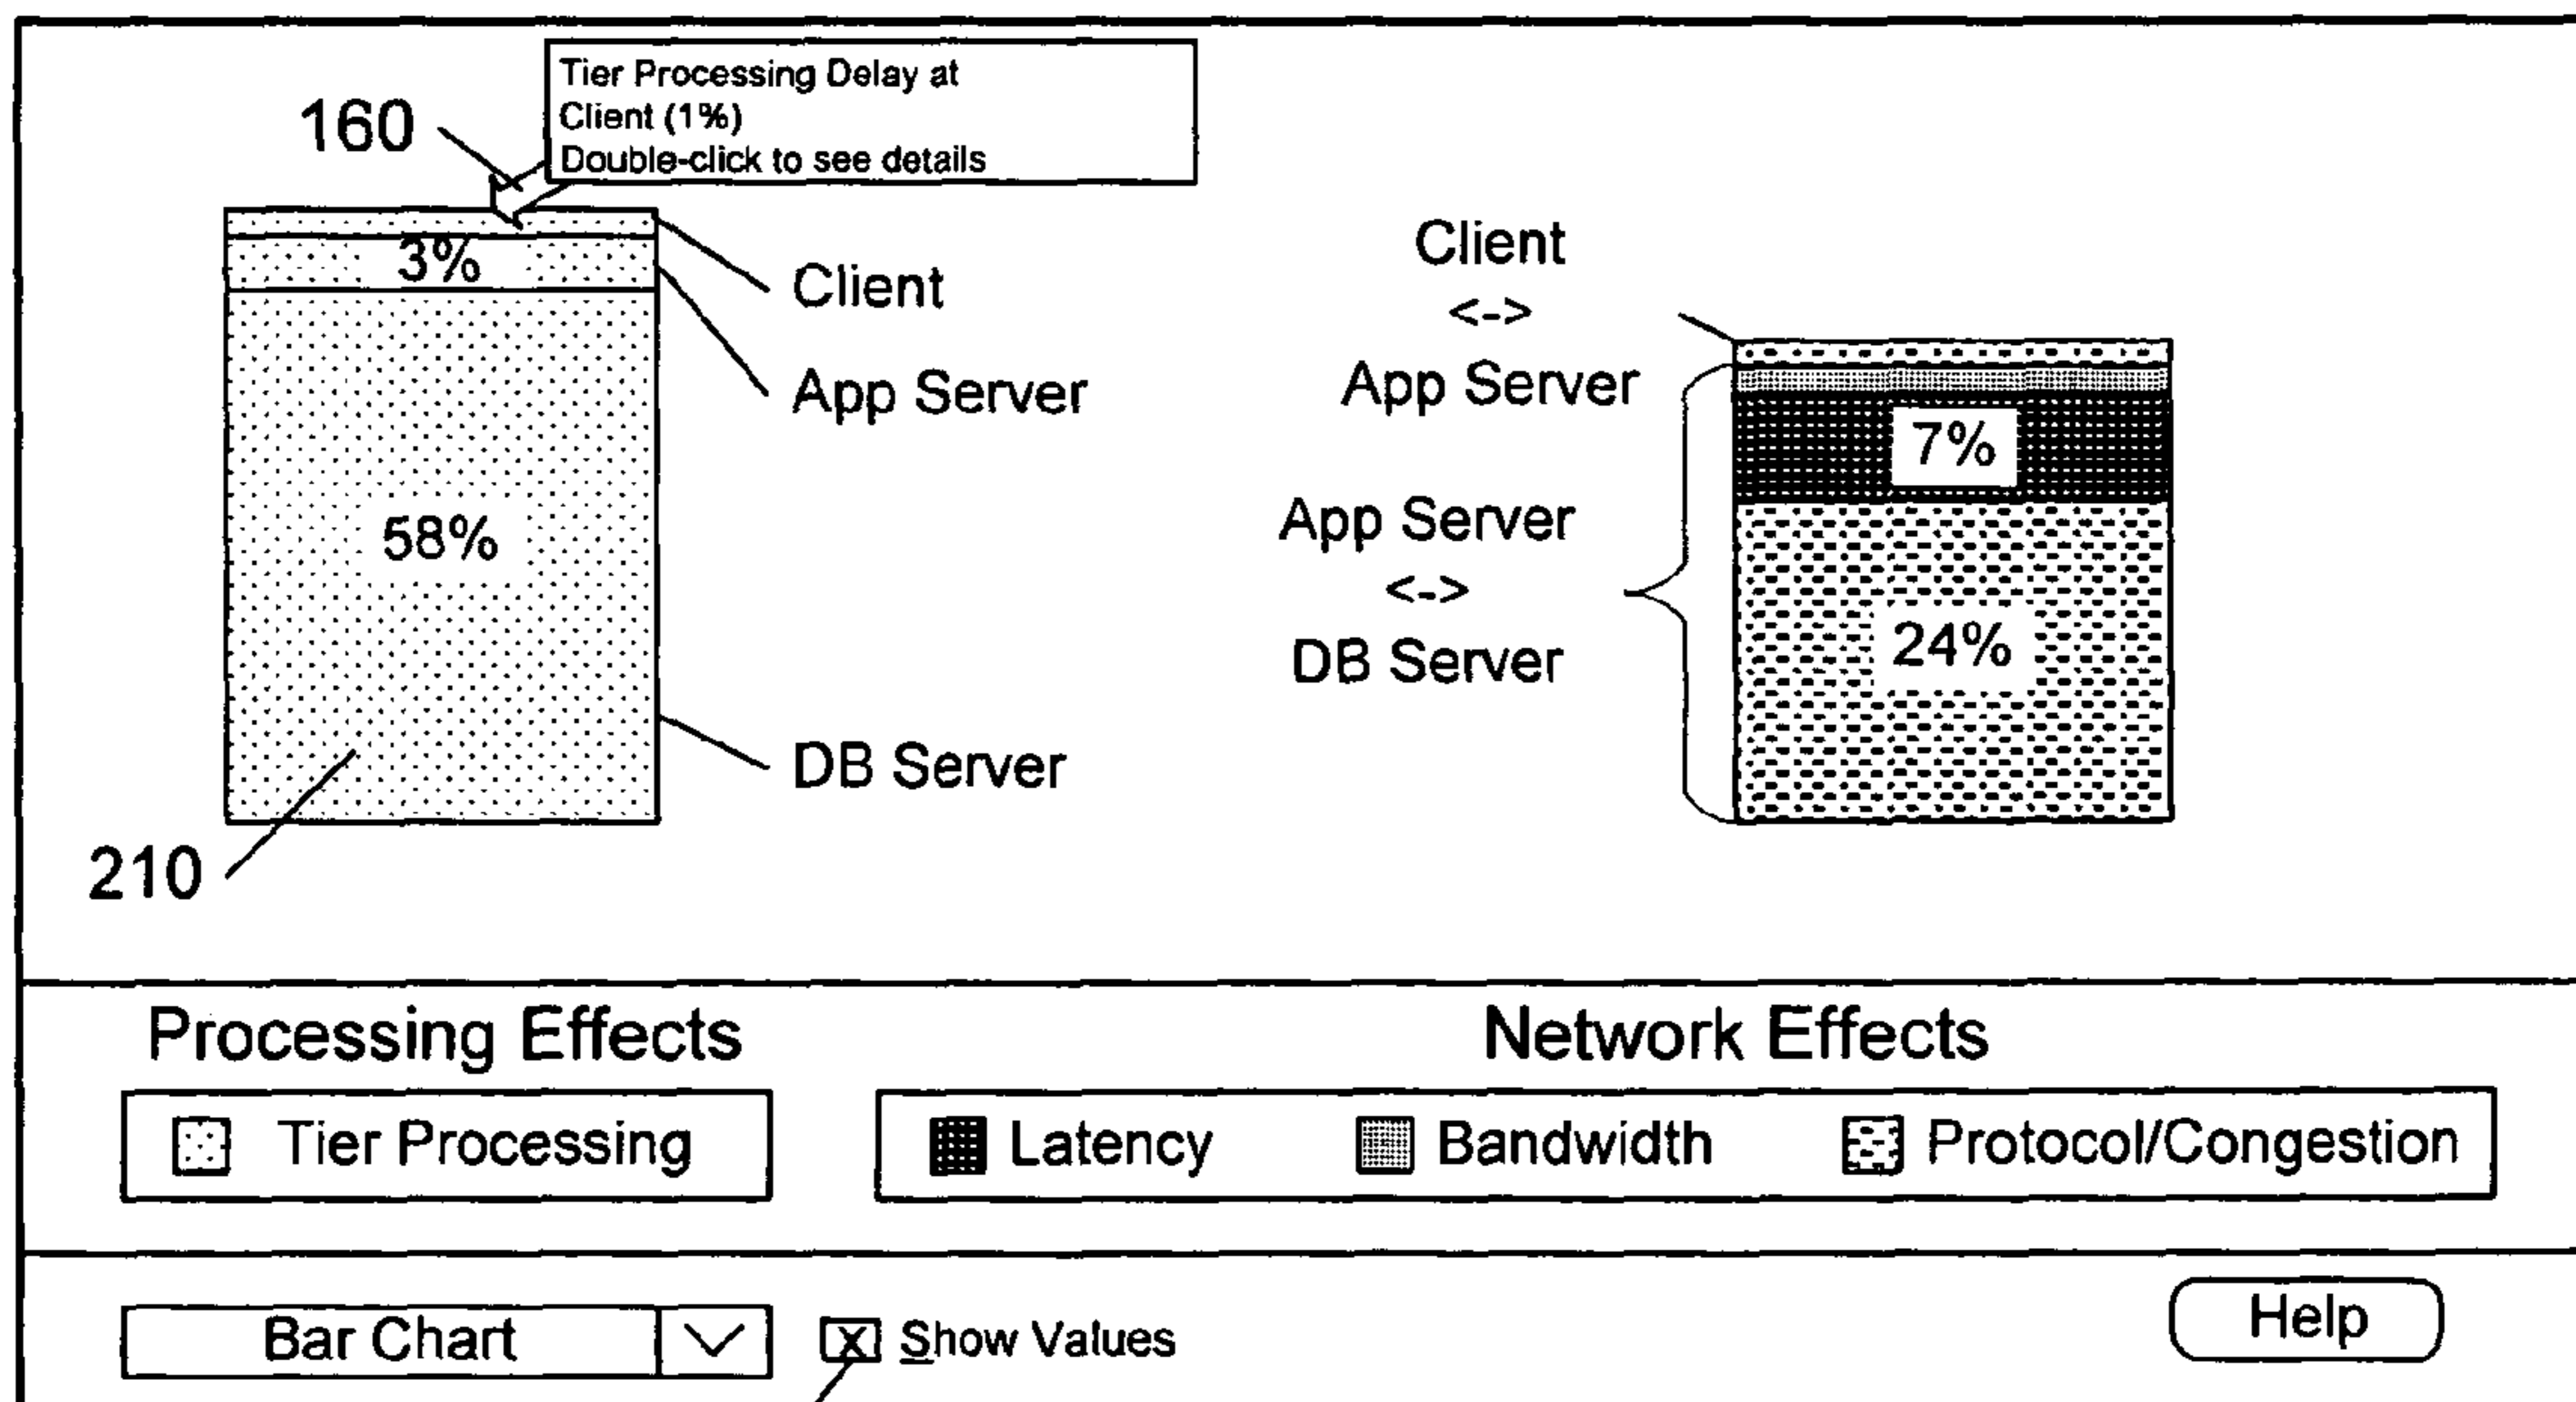 Tier Processing Delay at
Client (1%)
Double-click to see details
160
3%
Client
App Server
58%
DB Server
210
Client
<->
App Server
App Server
<->
DB Server
7%
24%
Processing Effects
Network Effects
Tier Processing
Latency
Bandwidth
Protocol/Congestion
Bar Chart
X Show Values
Help